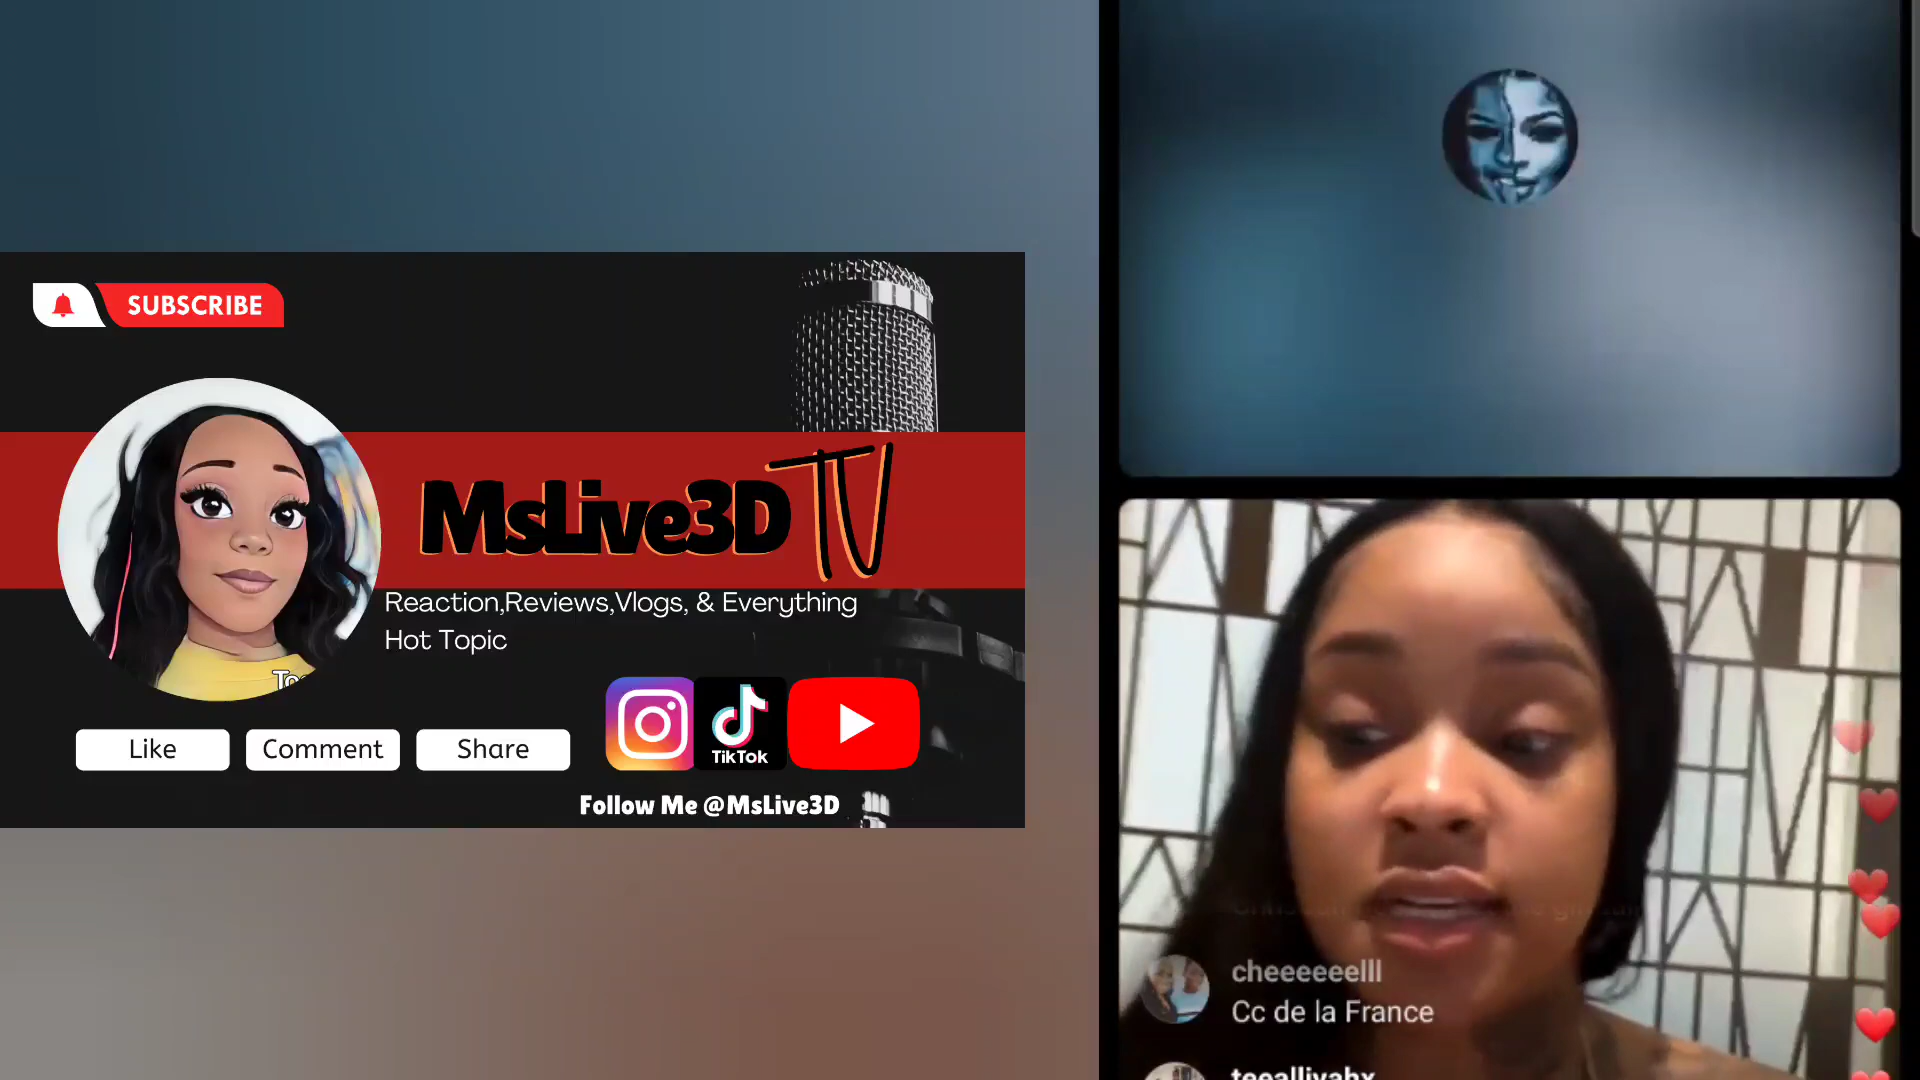 SUBSCRIBE
MsLive3D TV
Reaction,Reviews,Vlogs, & Everything
Hot Topic
Like
Comment
Share
TikTok
Follow Me @MsLive3D
cheeeeeelll
Cc de la France